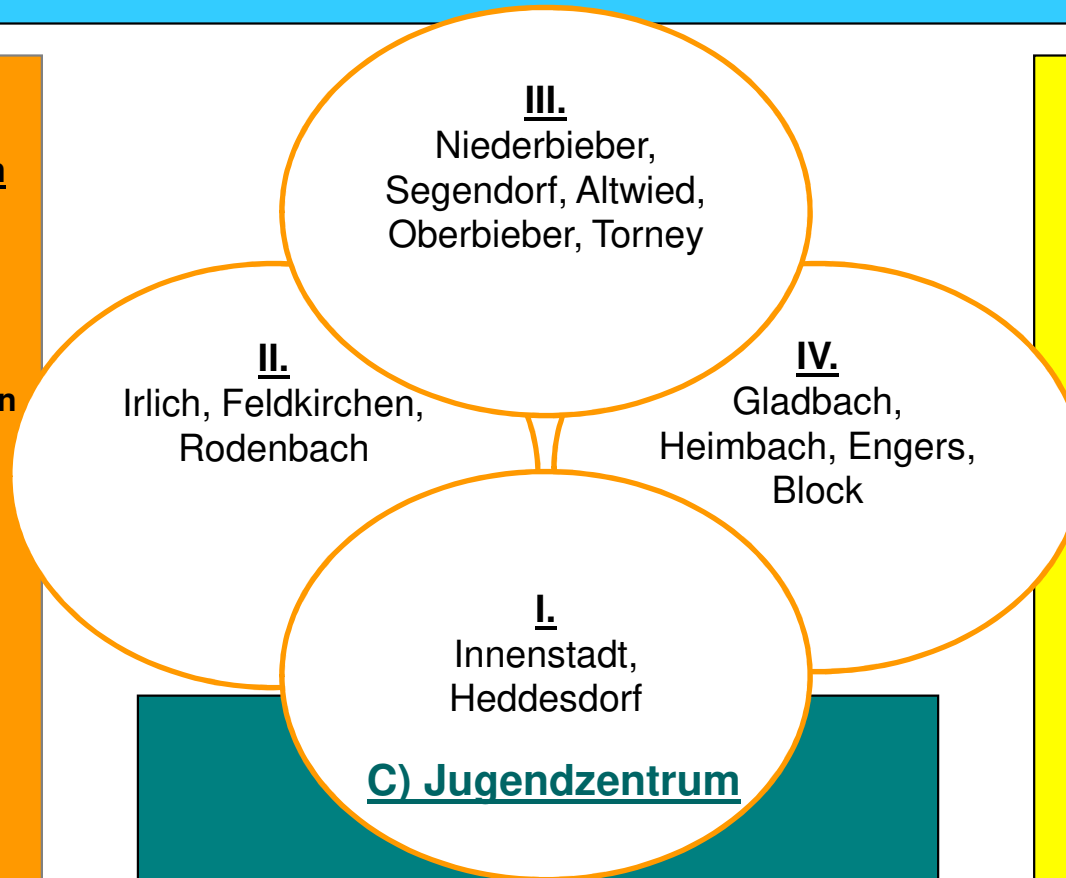 III.
Niederbieber,
Segendorf, Altwied,
Oberbieber, Torney
II.
Irlich, Feldkirchen,
Rodenbach
IV.
Gladbach,
Heimbach, Engers,
Block
I.
Innenstadt,
Heddesdorf
C) Jugendzentrum